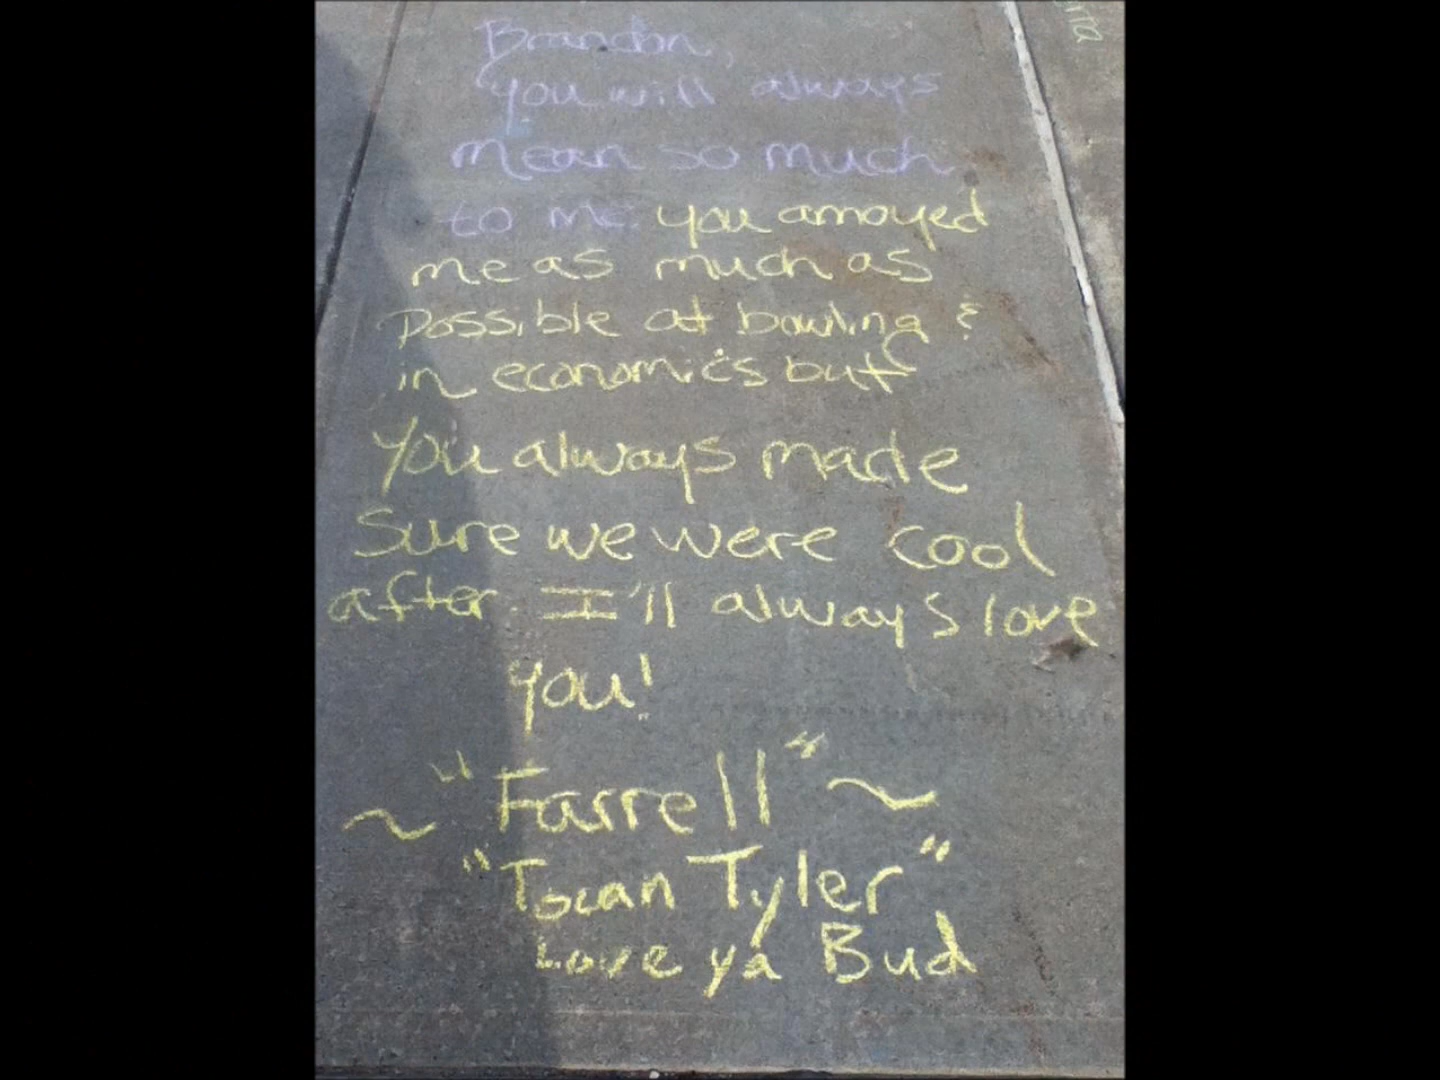 Brandon,
you will always
mean so much
to me. you annoyed
me as much as
possible at bowling &
in economics but
you always made
sure we were cool
after. I'll always love
you!
~ "Farrell" ~
"Towan Tyler"
Love ya Bud